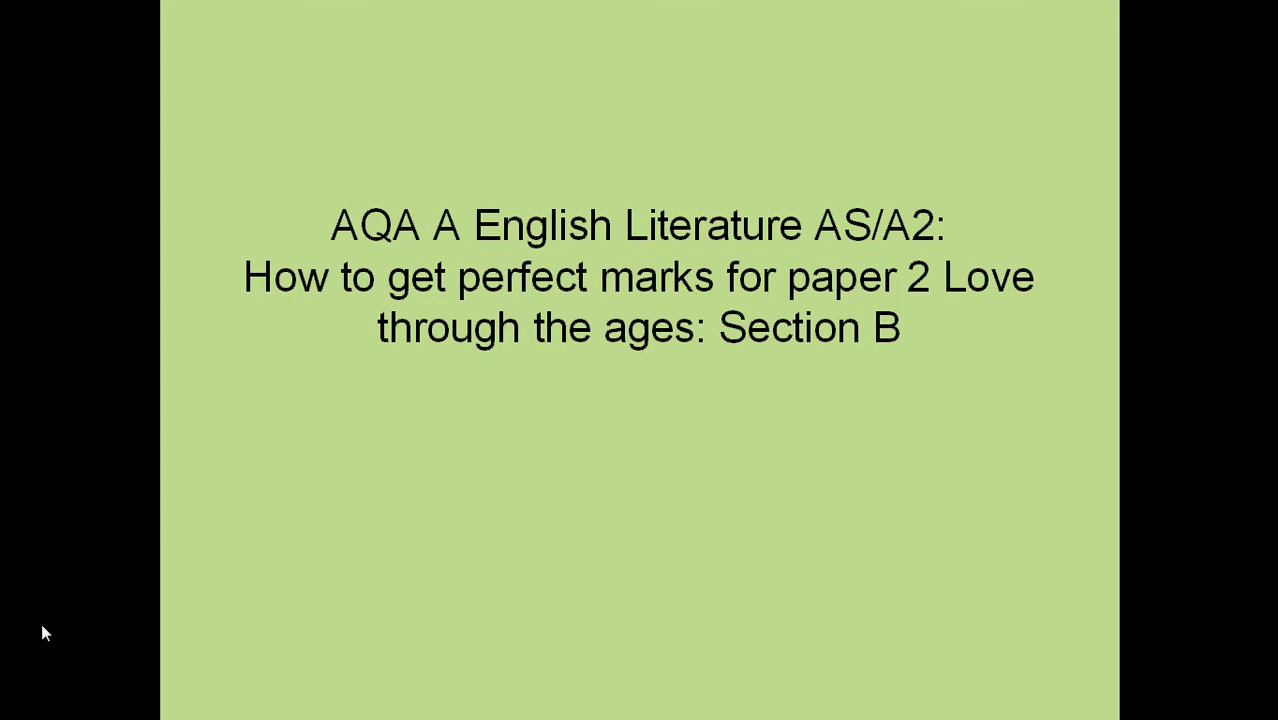 AQA A English Literature AS/A2:
How to get perfect marks for paper 2 Love
through the ages: Section B